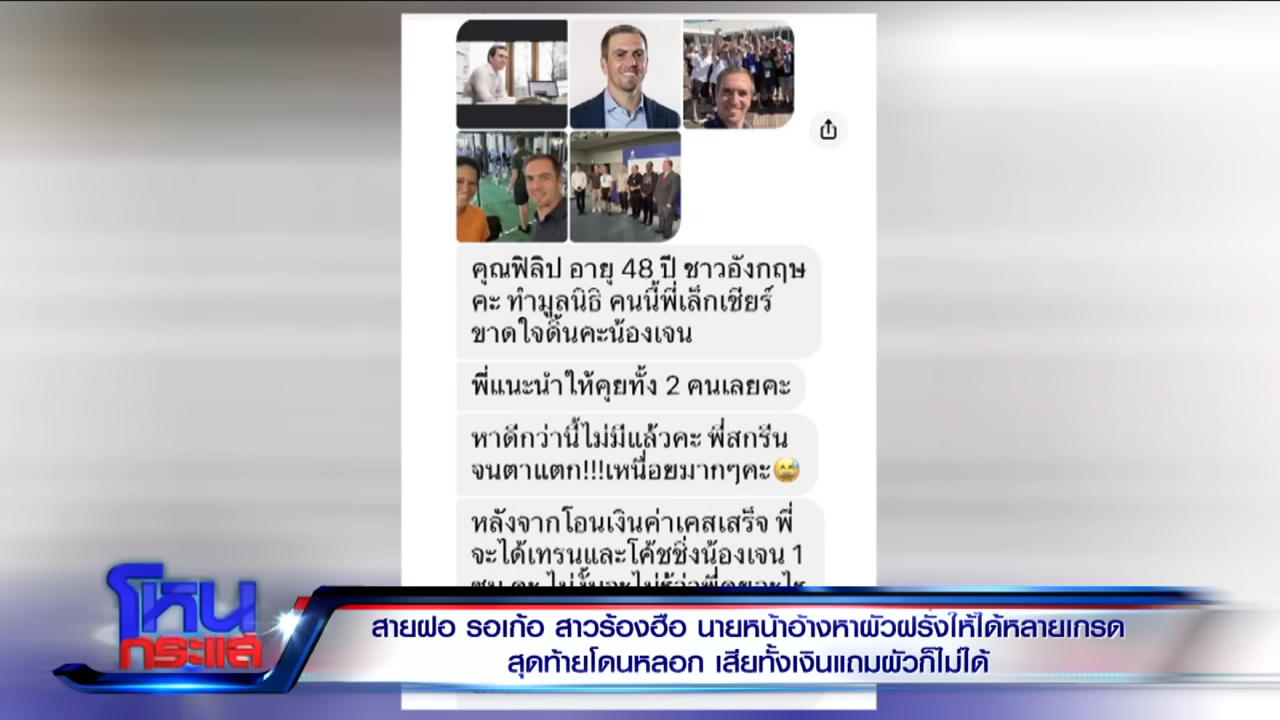 คุณฟิลิป อายุ 48 ปี ชาวอังกฤษ
คะ ทำมูลนิธิ คนนี้พี่เล็กเชียร์
ขาดใจดิ้นคะน้องเจน
พี่แนะนำให้คุยทั้ง 2 คนเลยคะ
หาดีกว่านี้ไม่มีแล้วคะ พี่สกรีน
จนตาแตก!!!เหนื่อยมากๆคะ😅
หลังจากโอนเงินค่าเคสเสร็จ พี่
จะได้เทรนและโค้ชชิ่งน้องเจน 1
โหนกระแส
สายฝอ รอเก้อ สาวร้องฮือ นายหน้าอ้างหาผัวฝรั่งให้ได้หลายเกรด
สุดท้ายโดนหลอก เสียทั้งเงินแถมผัวก็ไม่ได้